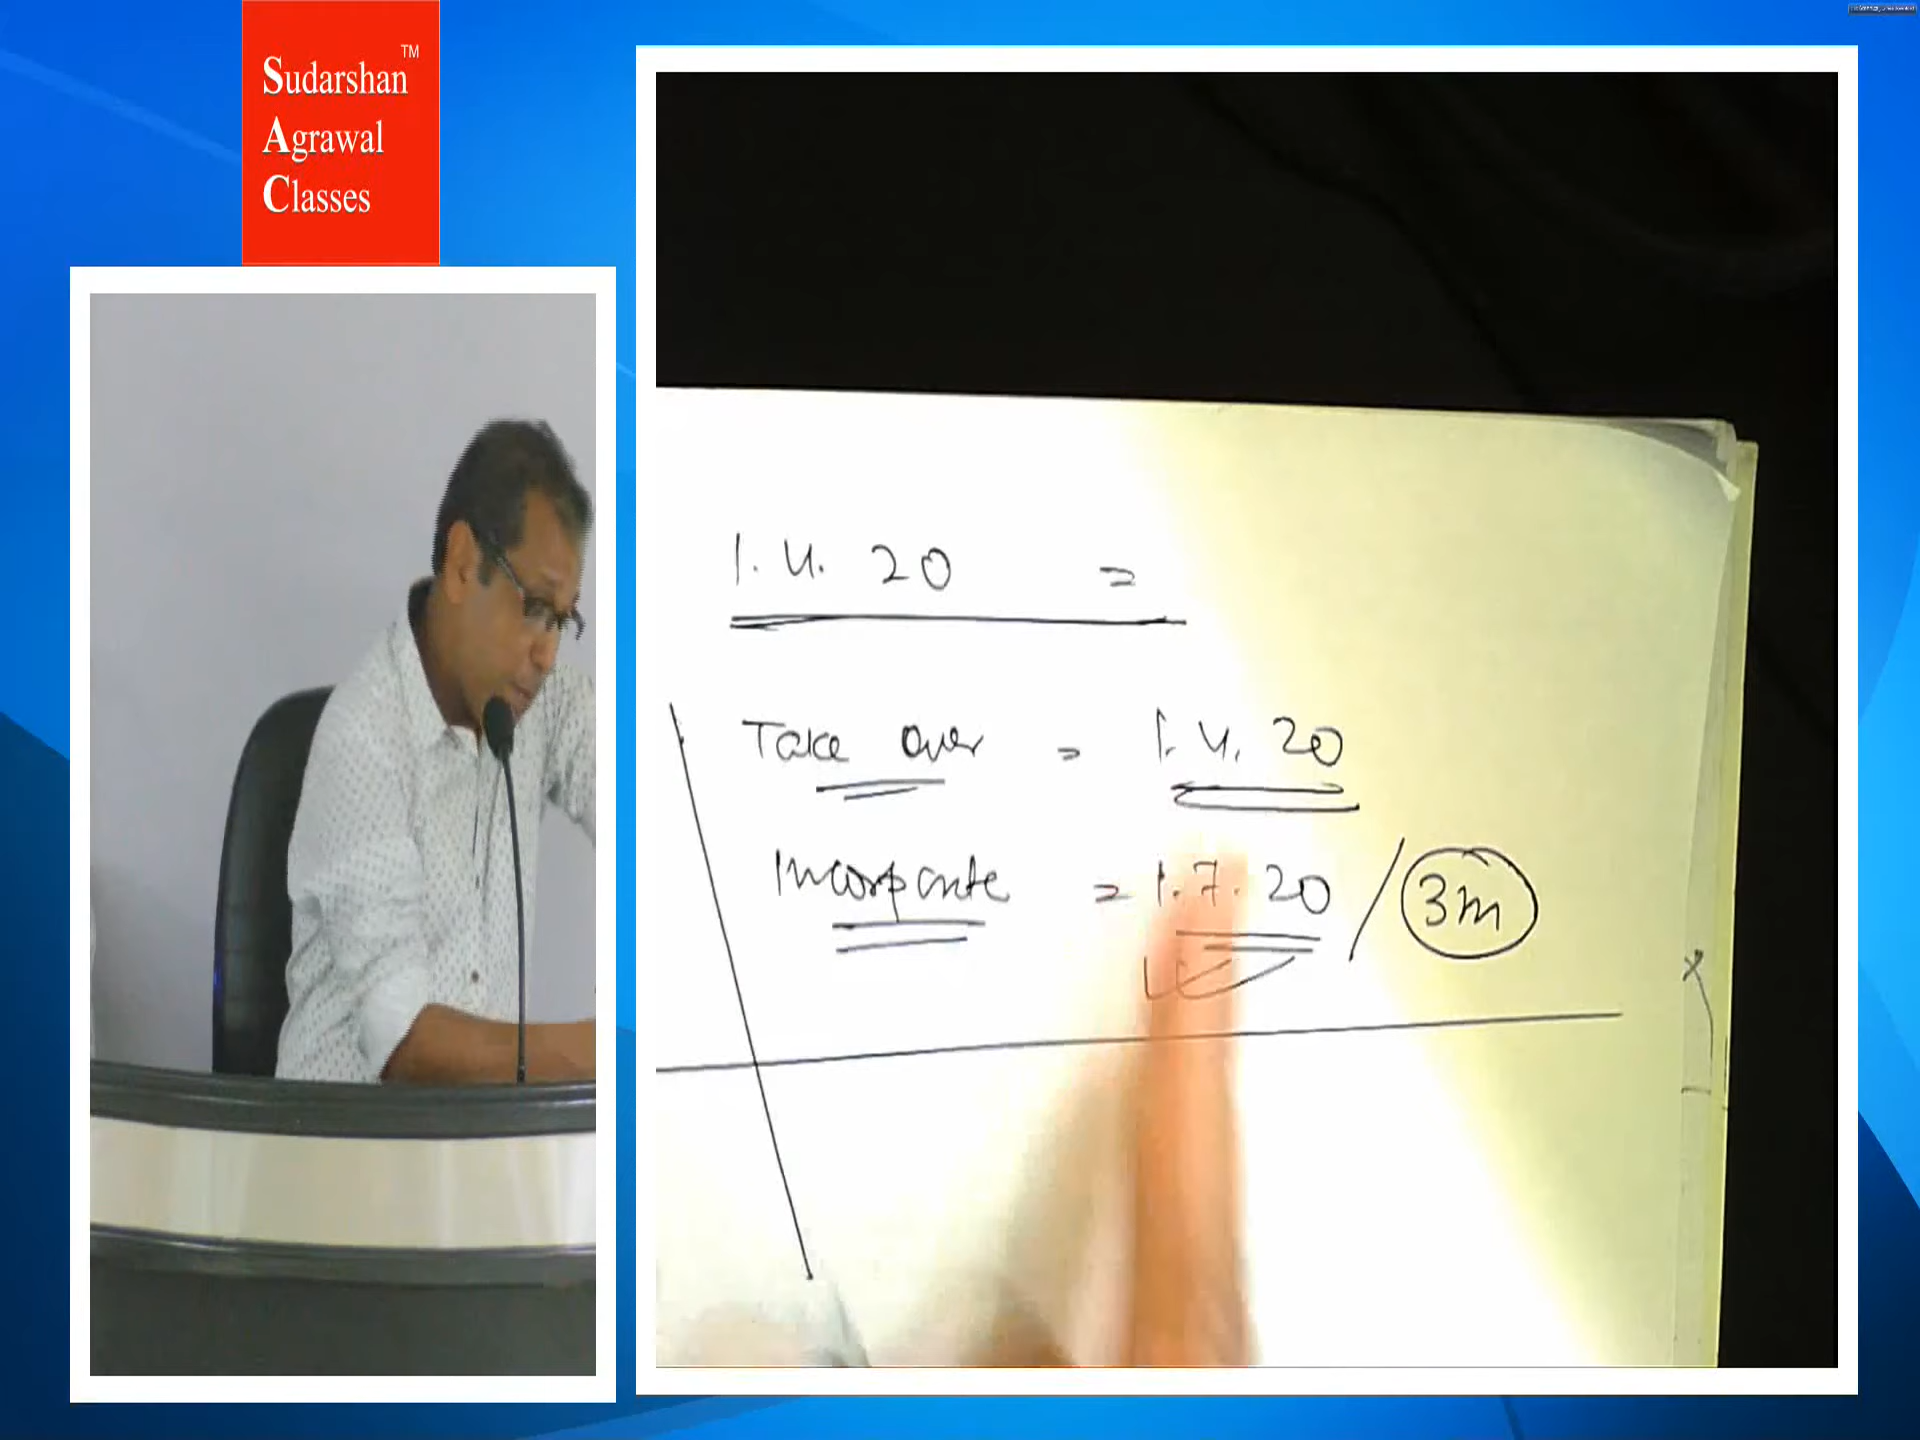 Sudarshan™
Agrawal
Classes
1. 4. 20 =
Take over = 1. 4. 20
Incorporate = 1. 7. 20 / 3m
x